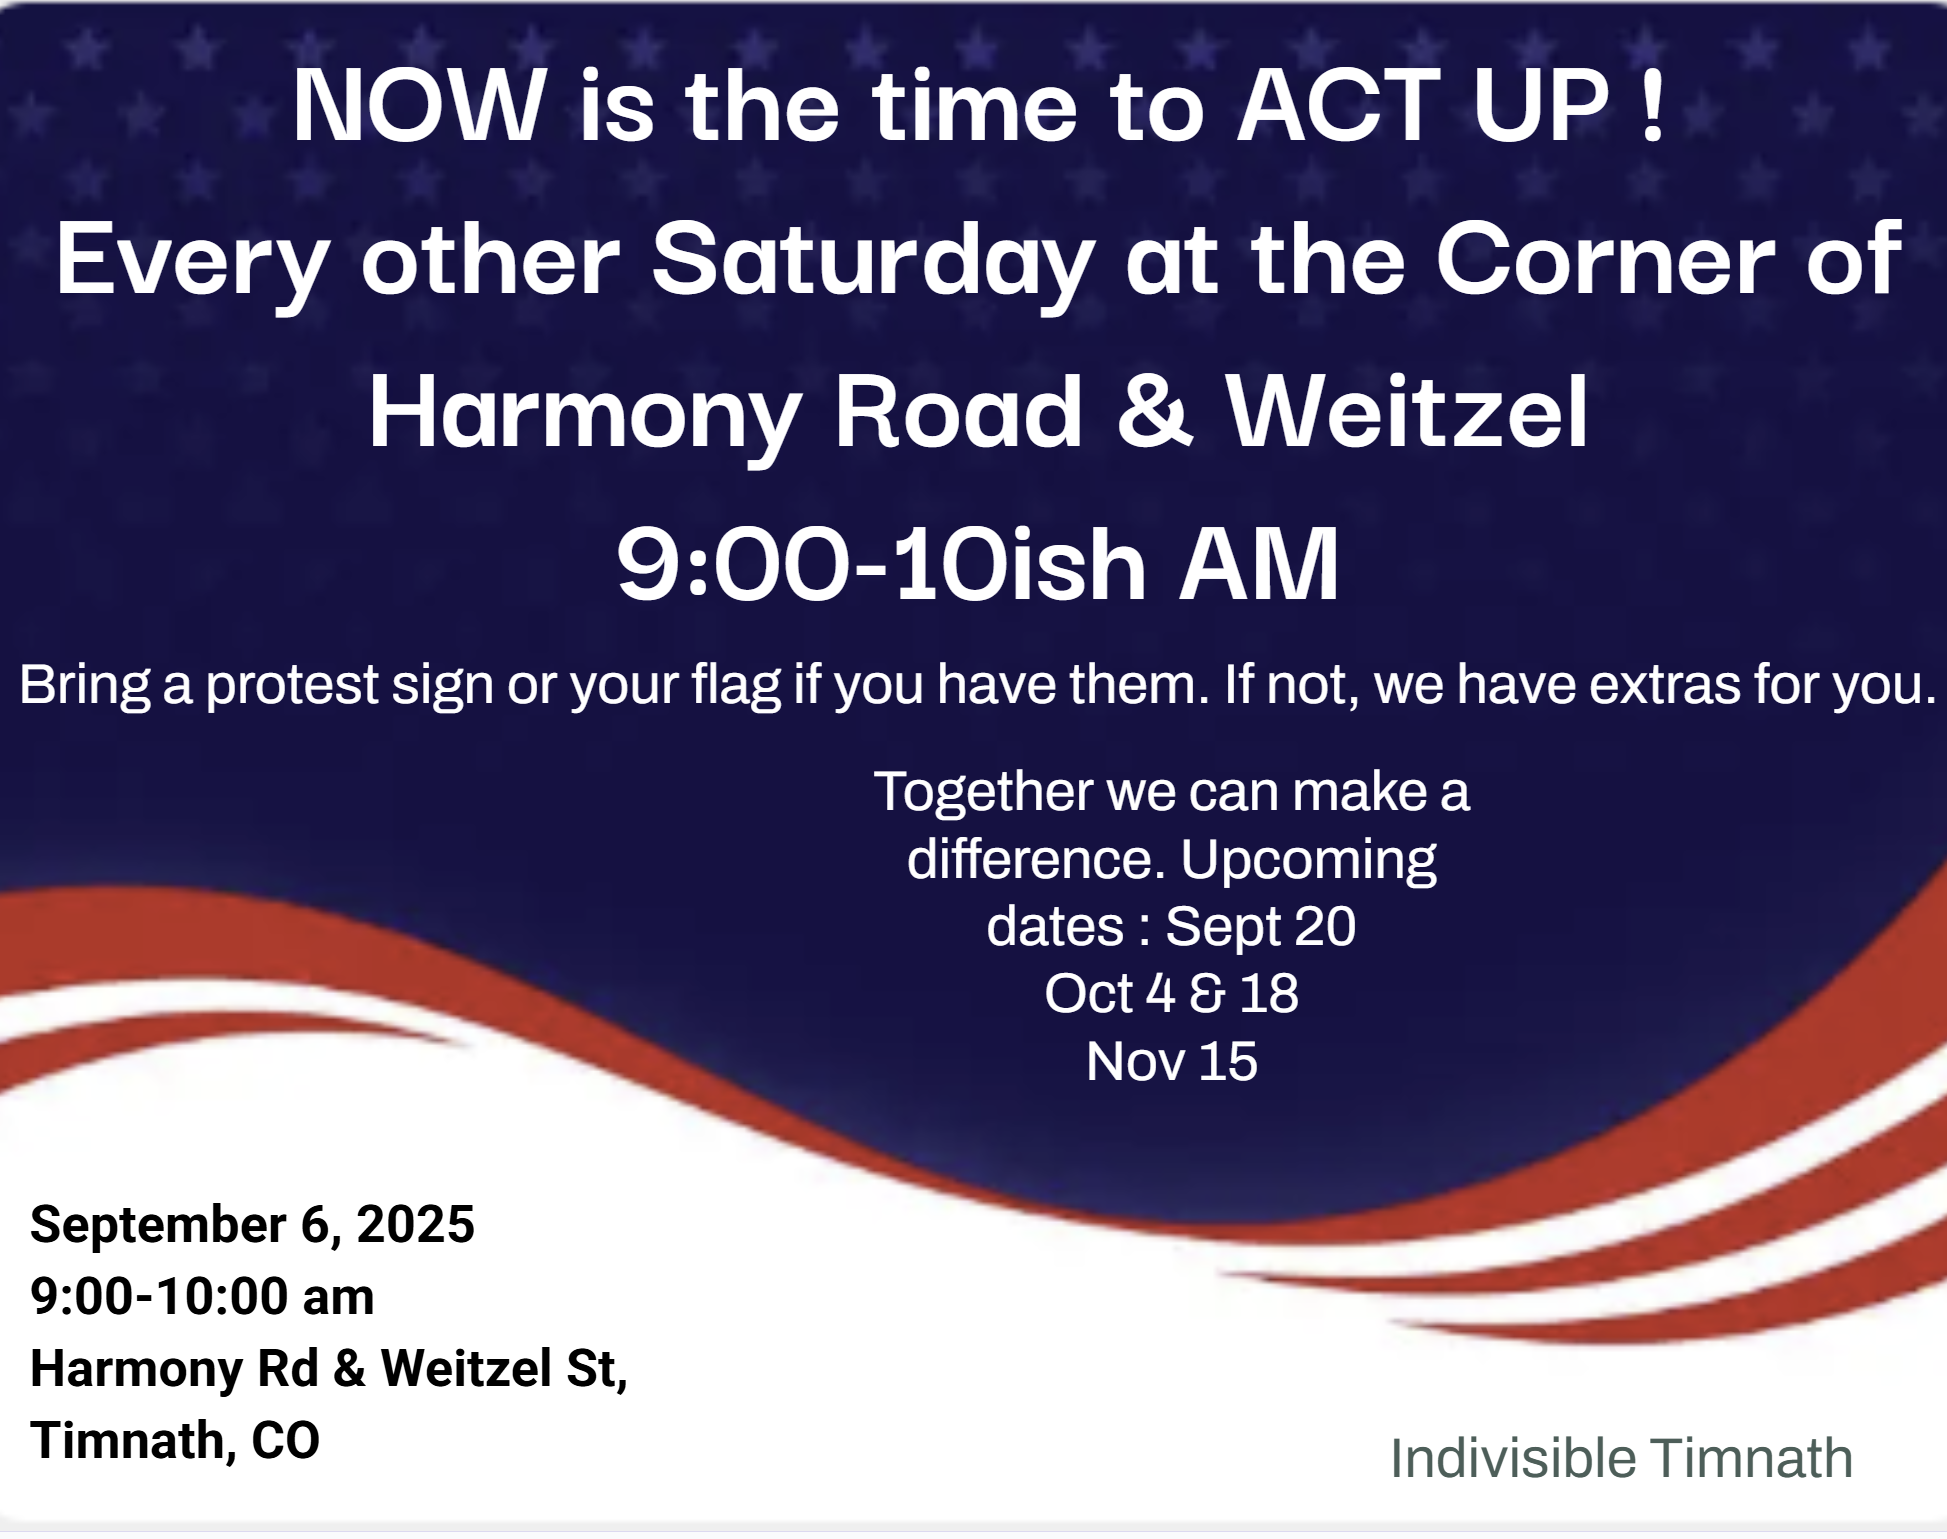 NOW is the time to ACT UP !
Every other Saturday at the Corner of
Harmony Road & Weitzel
9:00-10ish AM
Bring a protest sign or your flag if you have them. If not, we have extras for you.
Together we can make a
difference. Upcoming
dates : Sept 20
Oct 4 & 18
Nov 15
September 6, 2025
9:00-10:00 am
Harmony Rd & Weitzel St,
Timnath, CO
Indivisible Timnath